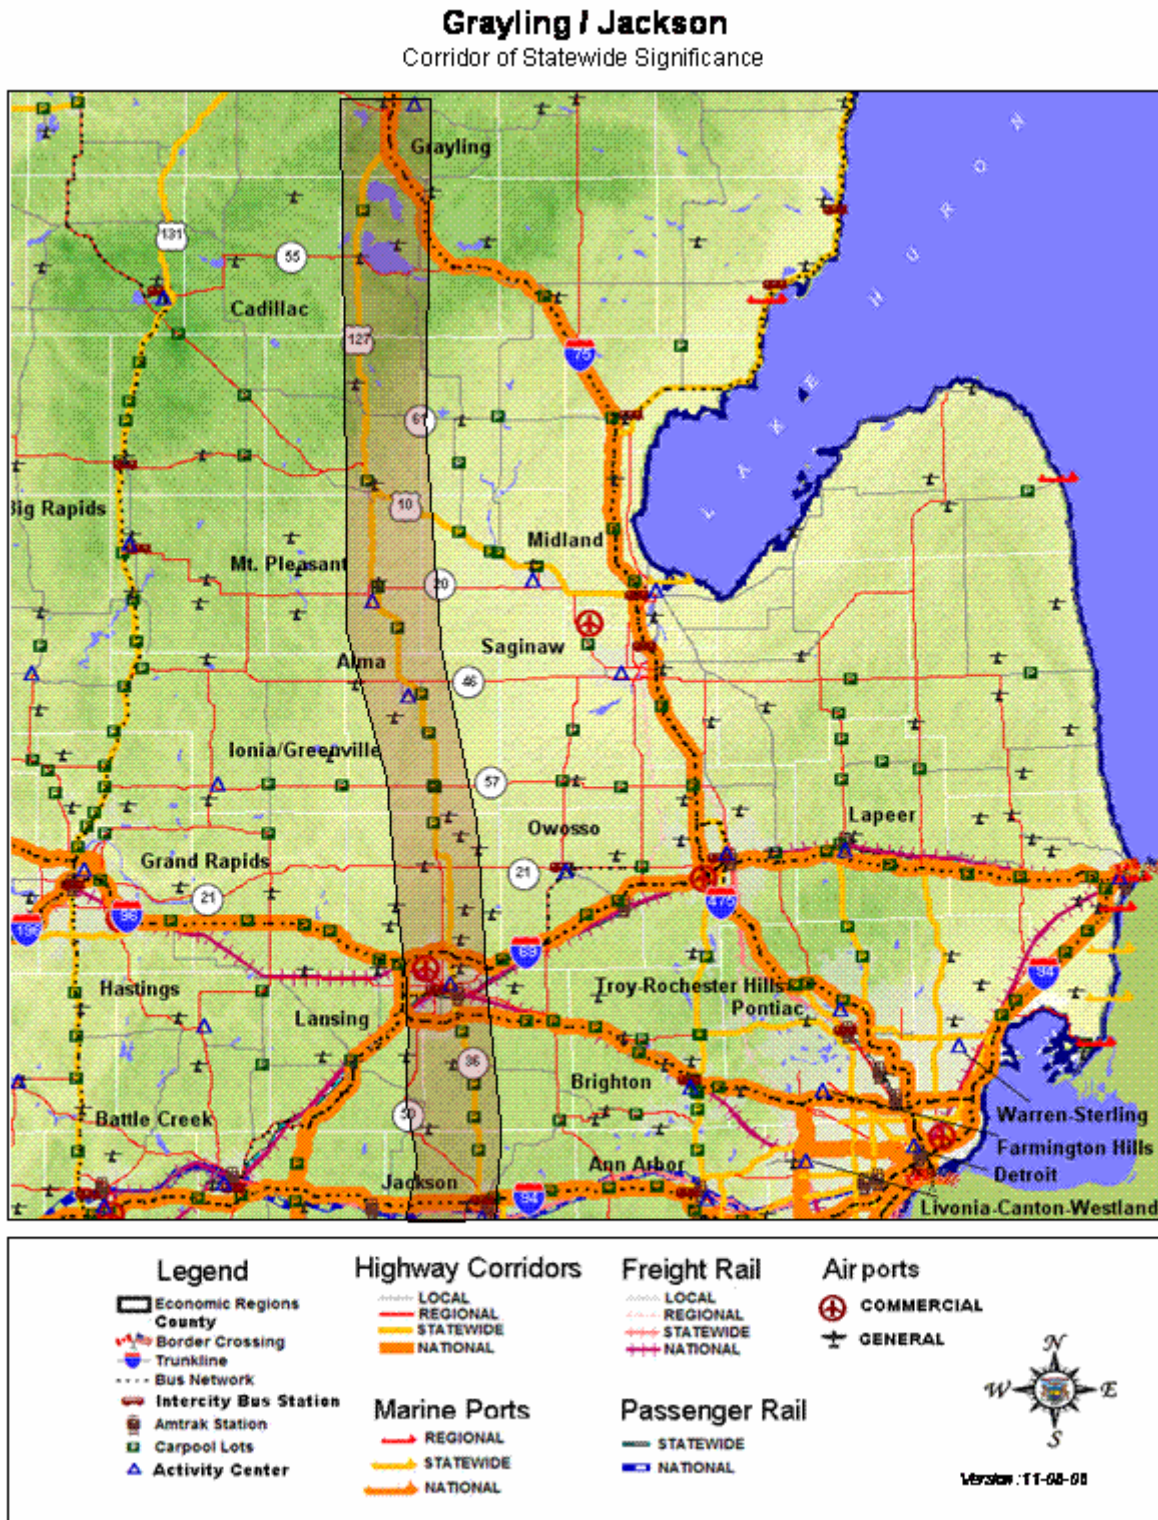 Grayling / Jackson
Corridor of Statewide Significance
Grayling
131
55
Cadillac
127
75
61
Big Rapids
10
LAKE HURON
Mt. Pleasant
Midland
20
Saginaw
Alma
46
Ionia/Greenville
57
Owosso
Lapeer
Grand Rapids
21
21
196
96
475
69
94
Hastings
Lansing
Troy-Rochester Hills
Pontiac
36
Brighton
50
Battle Creek
Warren-Sterling
Farmington Hills
Ann Arbor
Detroit
Jackson
94
Livonia-Canton-Westland
Legend
Economic Regions
County
Border Crossing
Trunkline
Bus Network
Intercity Bus Station
Amtrak Station
Carpool Lots
Activity Center
Highway Corridors
LOCAL
REGIONAL
STATEWIDE
NATIONAL
Marine Ports
REGIONAL
STATEWIDE
NATIONAL
Freight Rail
LOCAL
REGIONAL
STATEWIDE
NATIONAL
Passenger Rail
STATEWIDE
NATIONAL
Airports
COMMERCIAL
GENERAL
N
W
E
S